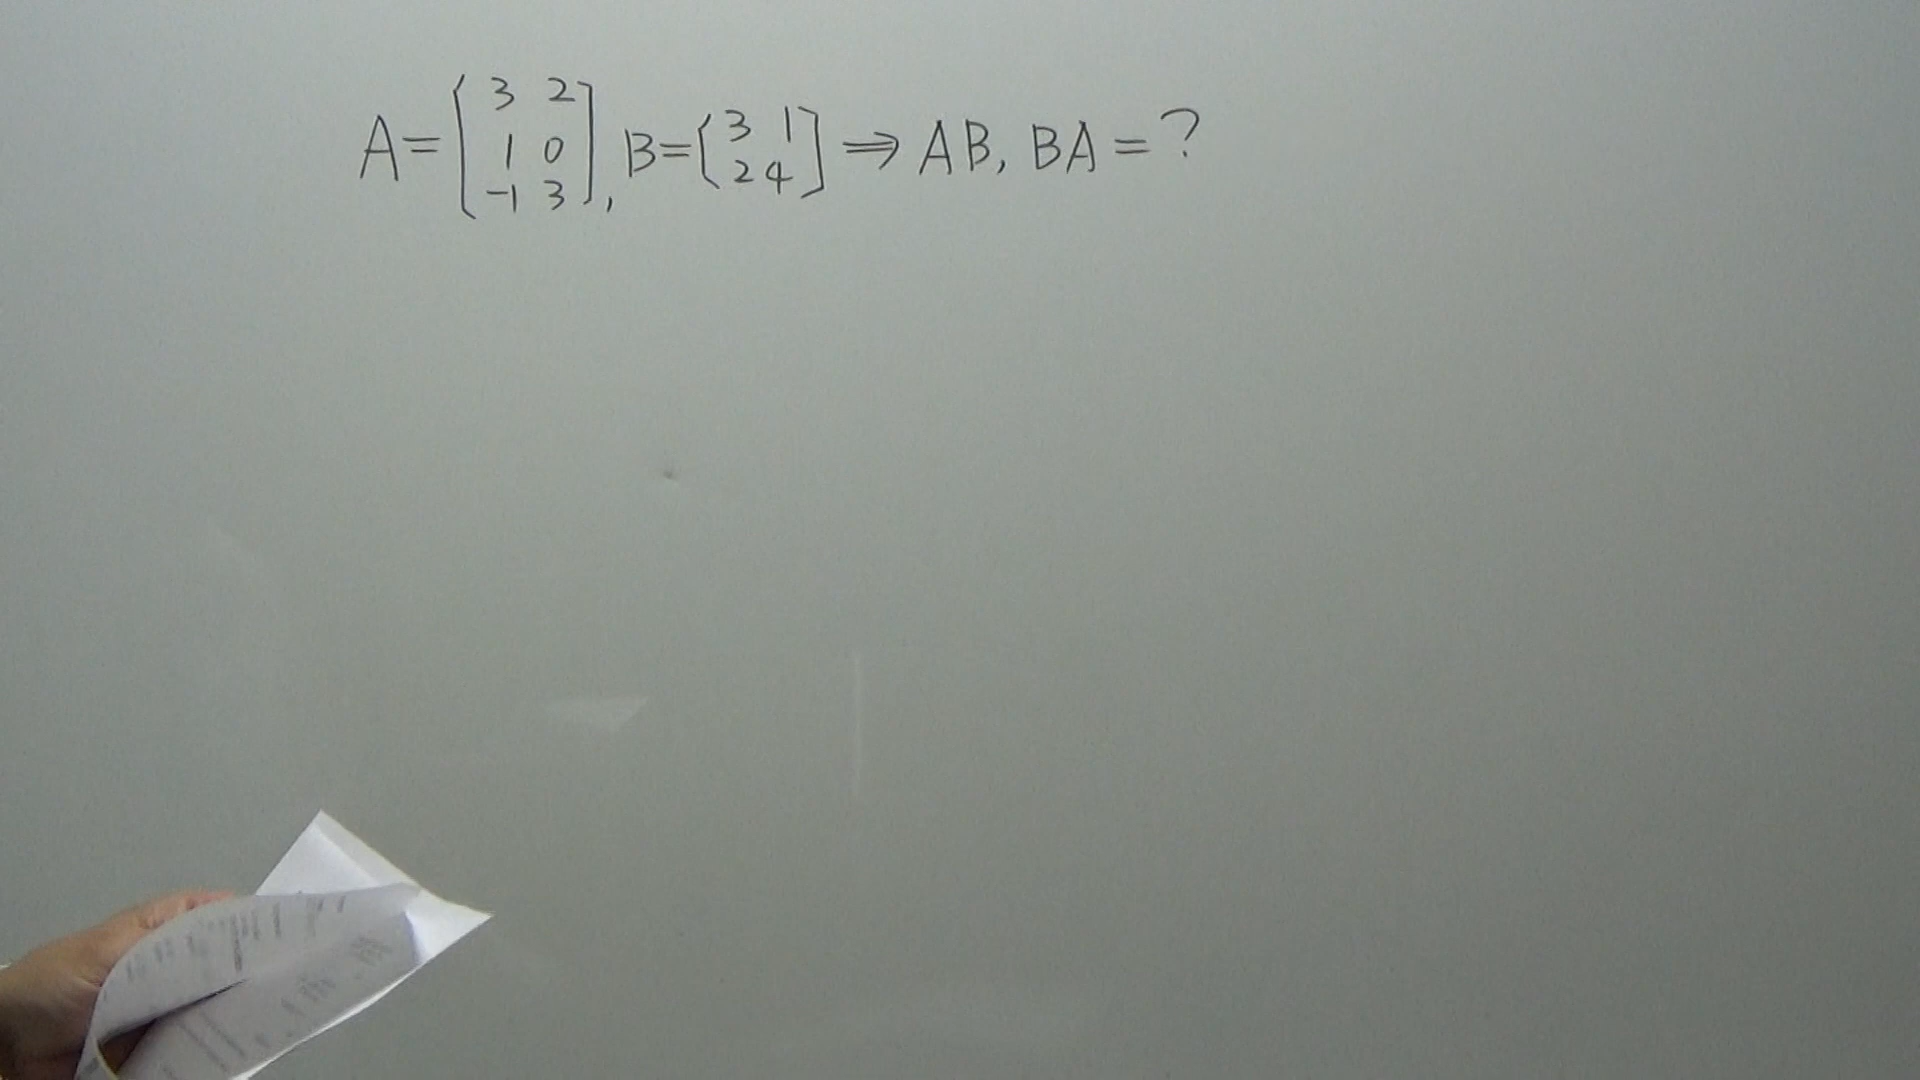 A = [3 2; 1 0; -1 3], B = [3 1; 2 4] ⇒ AB, BA = ?